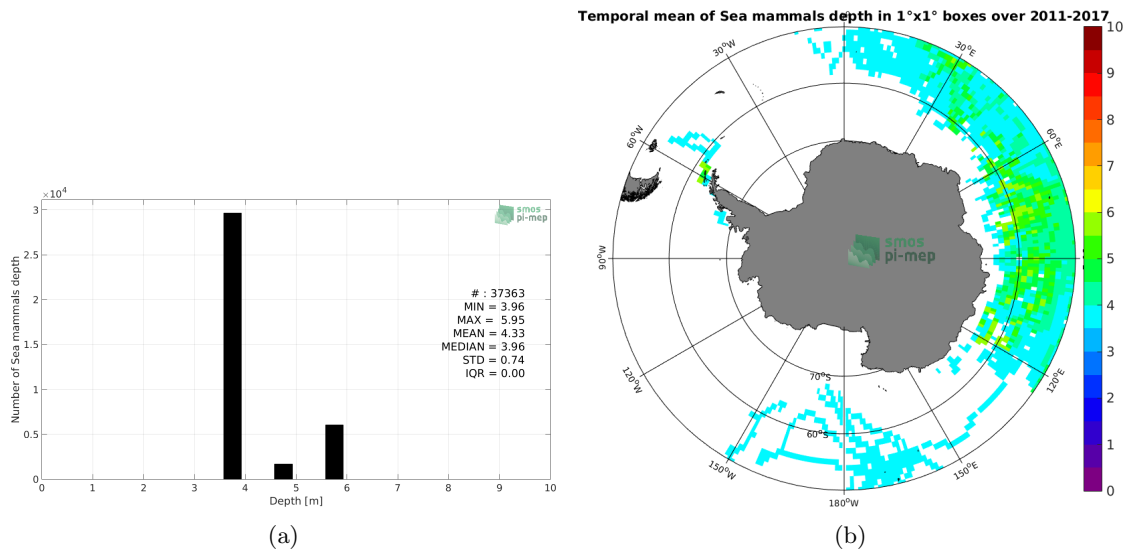 ×10⁴
3
2.5
2
1.5
1
0.5
0
0 1 2 3 4 5 6 7 8 9 10
Number of Sea mammals depth
Depth [m]
smos
pi-mep
# : 37363
MIN = 3.96
MAX = 5.95
MEAN = 4.33
MEDIAN = 3.96
STD = 0.74
IQR = 0.00
(a)
Temporal mean of Sea mammals depth in 1°x1° boxes over 2011-2017
30°W
30°E
60°W
60°E
90°W
smos
pi-mep
120°W
120°E
70°S
60°S
150°W
150°E
180°W
10
9
8
7
6
5
4
3
2
1
0
(b)